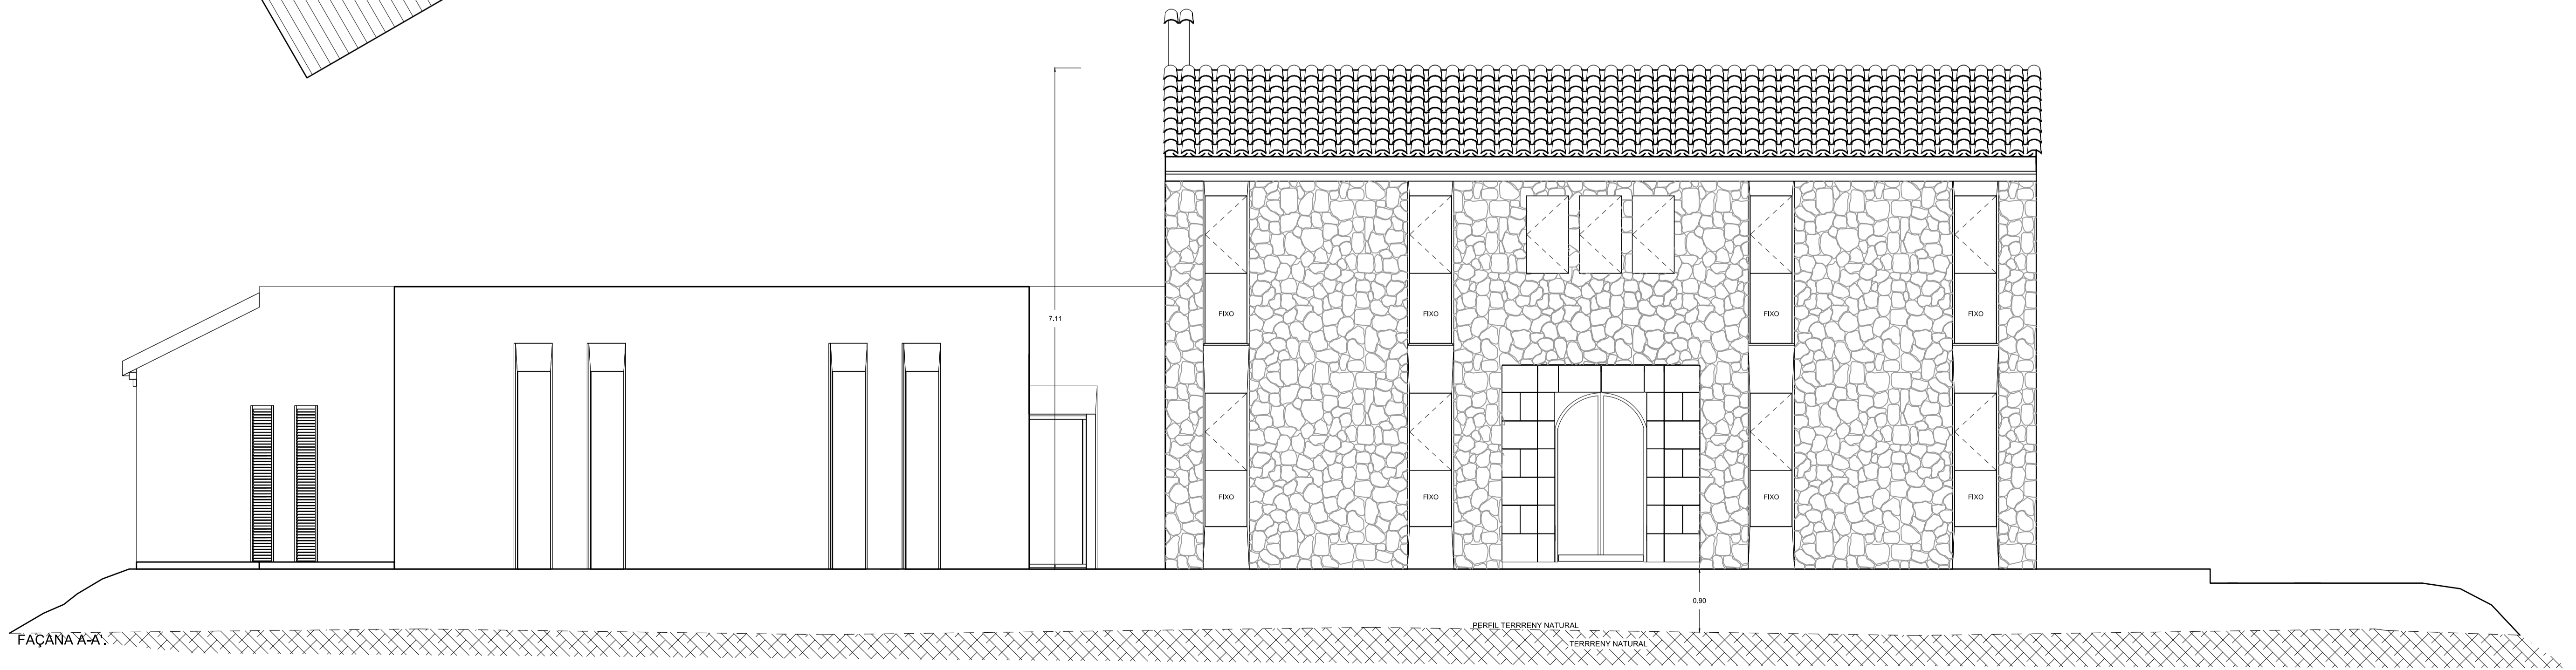 7.11
FIXO FIXO FIXO FIXO
FIXO FIXO FIXO FIXO
0,90
PERFIL TERRRENY NATURAL
FAÇANA A-A'.
TERRRENY NATURAL